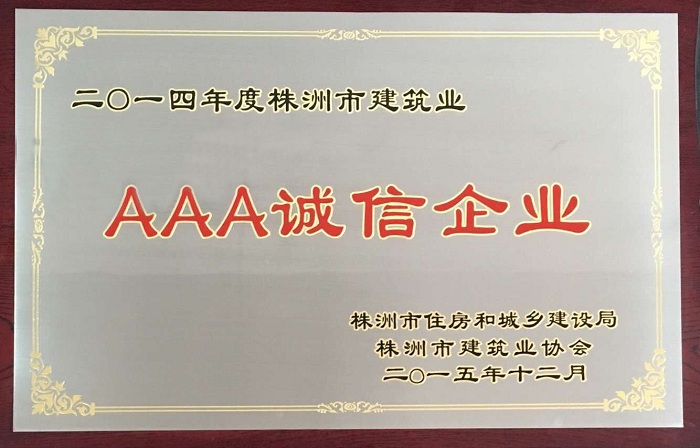 二〇一四年度株洲市建筑业
AAA诚信企业
株洲市住房和城乡建设局
株洲市建筑业协会
二〇一五年十二月